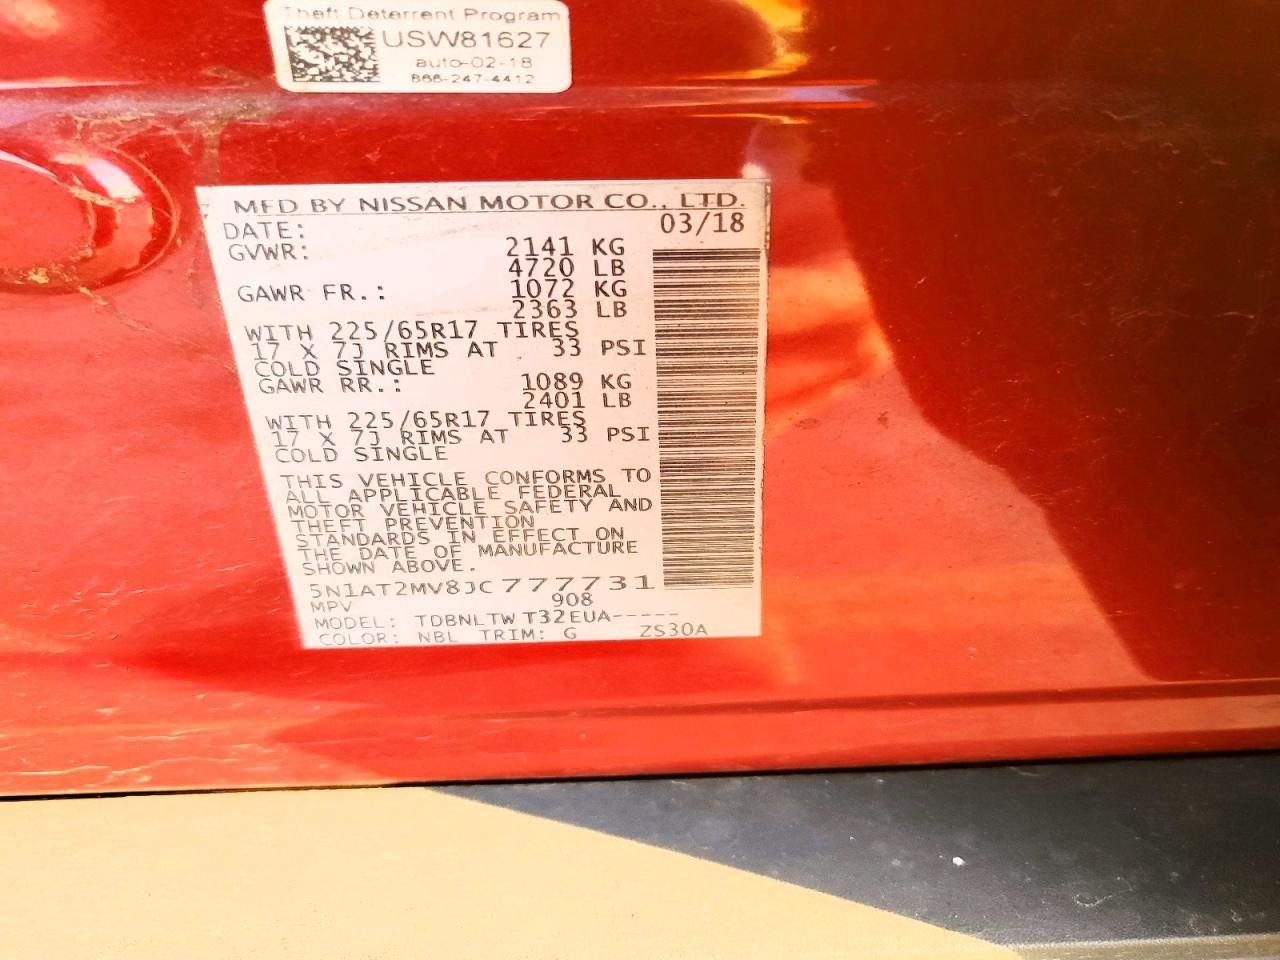 Theft Deterrent Program
USW81627
auto-02-18
866-247-4412
MFD BY NISSAN MOTOR CO., LTD.
DATE: 03/18
GVWR: 2141 KG
4720 LB
GAWR FR.: 1072 KG
2363 LB
WITH 225/65R17 TIRES
17 X 7J RIMS AT 33 PSI
COLD SINGLE
GAWR RR.: 1089 KG
2401 LB
WITH 225/65R17 TIRES
17 X 7J RIMS AT 33 PSI
COLD SINGLE
THIS VEHICLE CONFORMS TO
ALL APPLICABLE FEDERAL
MOTOR VEHICLE SAFETY AND
THEFT PREVENTION
STANDARDS IN EFFECT ON
THE DATE OF MANUFACTURE
SHOWN ABOVE.
5N1AT2MV8JC777731
MPV 908
MODEL: TDBNLTW T32EUA-----
COLOR: NBL TRIM: G ZS30A